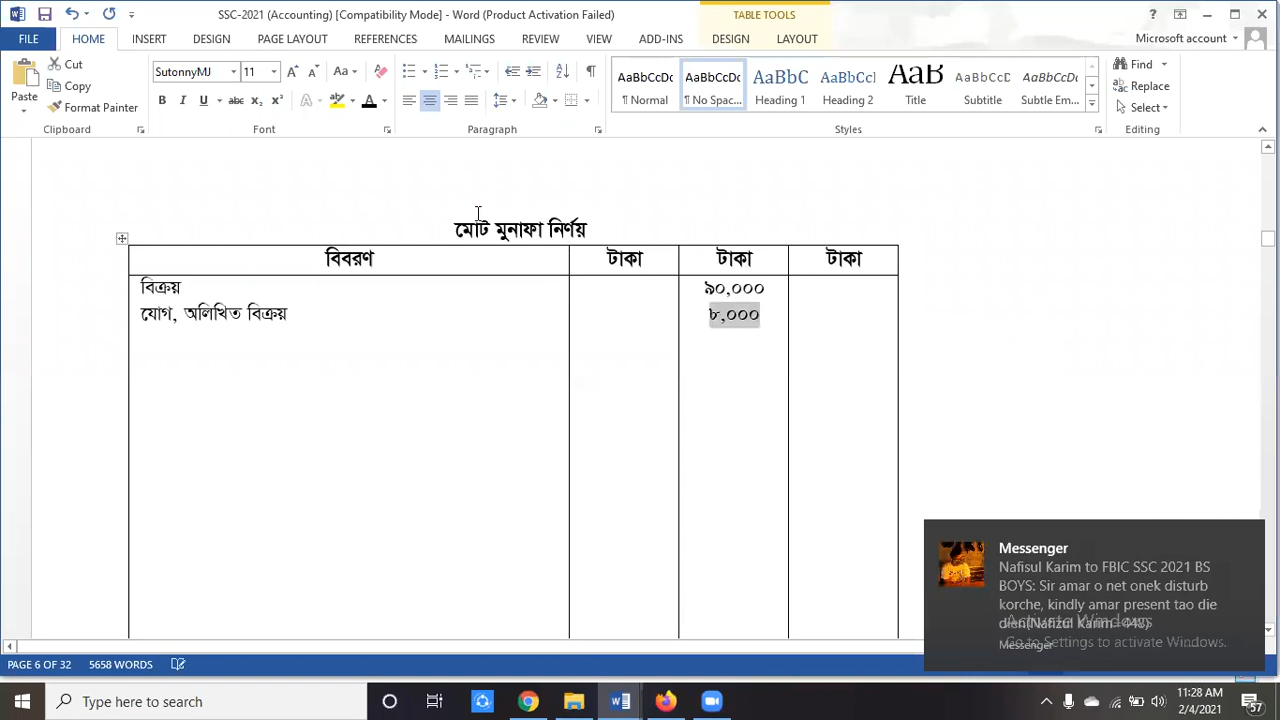 SSC-2021 (Accounting) [Compatibility Mode] - Word (Product Activation Failed)
TABLE TOOLS
FILE HOME INSERT DESIGN PAGE LAYOUT REFERENCES MAILINGS REVIEW VIEW ADD-INS DESIGN LAYOUT Microsoft account
Paste
Cut
Copy
Format Painter
SutonnyMJ 11
AaBbCcDc AaBbCcDc AaBbC AaBbCcC AaB AaBbCcD AaBbCcDc
¶ Normal ¶ No Spac... Heading Heading 2 Title Subtitle Subtle Em...
Find
Replace
Select
Clipboard Font Paragraph Styles Editing
মোট মুনাফা নির্ণয়
বিবরণ টাকা টাকা টাকা
বিক্রয় ৯০,০০০
যোগ, অলিখিত বিক্রয় ৮,০০০
Messenger
Nafisul Karim to FBIC SSC 2021 BS
BOYS: Sir amar o net onek disturb
korche, kindly amar present tao die
Activate Windows
Go to Settings to activate Windows.
Messenger
PAGE 6 OF 32 5658 WORDS
Type here to search
11:28 AM
2/4/2021
57